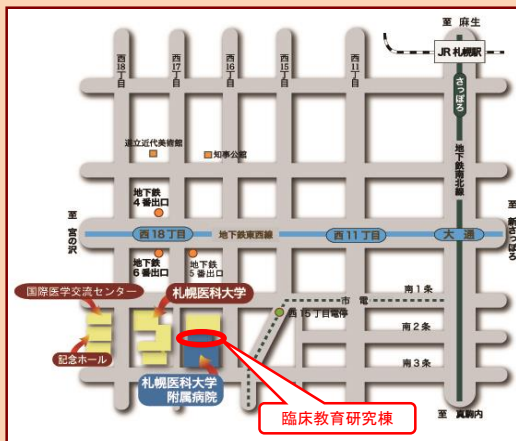 至 麻生
JR 札幌駅
さっぽろ
西18丁目
西17丁目
西16丁目
西15丁目
西11丁目
地下鉄南北線
道立近代美術館
知事公館
地下鉄
4番出口
至 宮の沢
西18丁目
地下鉄東西線
西11丁目
大通
至 新さっぽろ
地下鉄
6番出口
地下鉄
5番出口
国際医学交流センター
札幌医科大学
市電
南1条
西15丁目電停
南2条
記念ホール
南3条
札幌医科大学
附属病院
臨床教育研究棟
至 真駒内